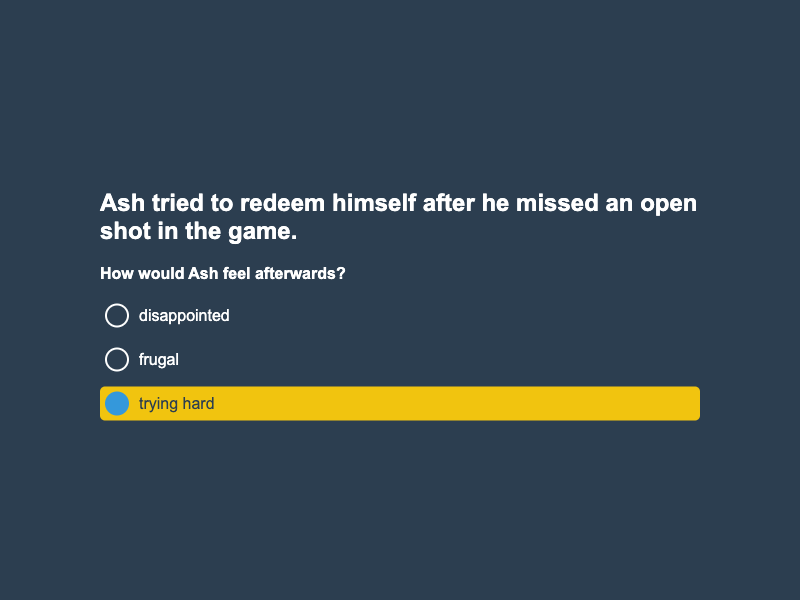 Ash tried to redeem himself after he missed an open
shot in the game.
How would Ash feel afterwards?
disappointed
frugal
trying hard